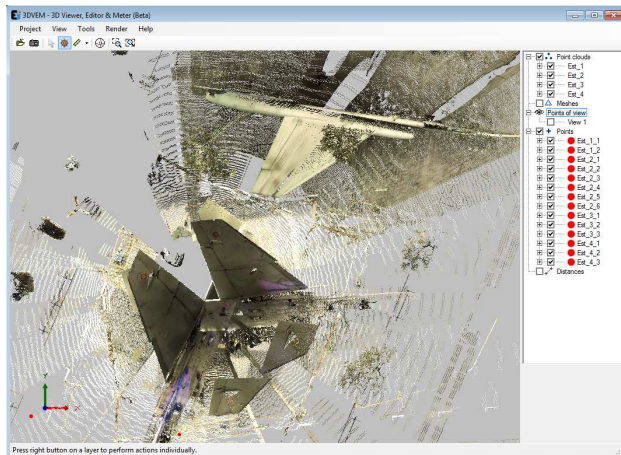 3DVEM - 3D Viewer, Editor & Meter (Beta)
Project View Tools Render Help
Point clouds
Est_1
Est_2
Est_3
Est_4
Meshes
Points of view
View 1
Points
Est_1_1
Est_1_2
Est_2_1
Est_2_2
Est_2_3
Est_2_4
Est_2_5
Est_2_6
Est_3_1
Est_3_2
Est_3_3
Est_4_1
Est_4_2
Est_4_3
Distances
Y
X
Press right button on a layer to perform actions individually.